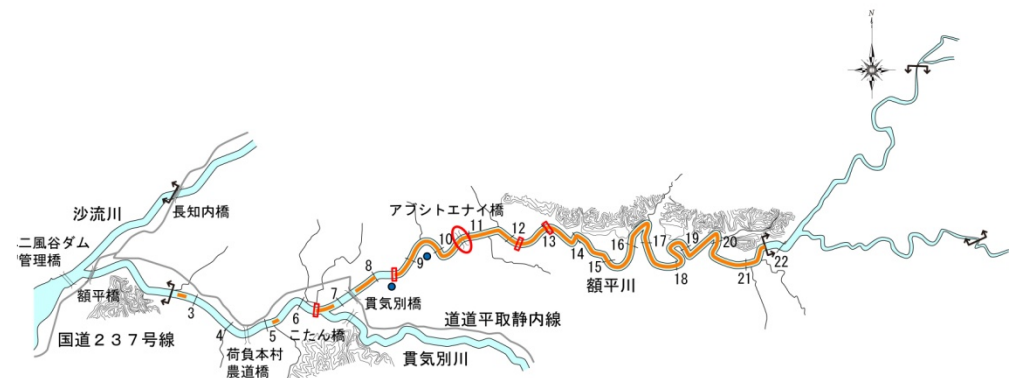 N
沙流川
長知内橋
二風谷ダム
管理橋
額平橋
国道237号線
3
4
5
6
7
8
9
10
11
12
13
14
15
16
17
18
19
20
21
22
荷負本村
農道橋
こたん橋
貫気別橋
アブシトエナイ橋
額平川
道道平取静内線
貫気別川